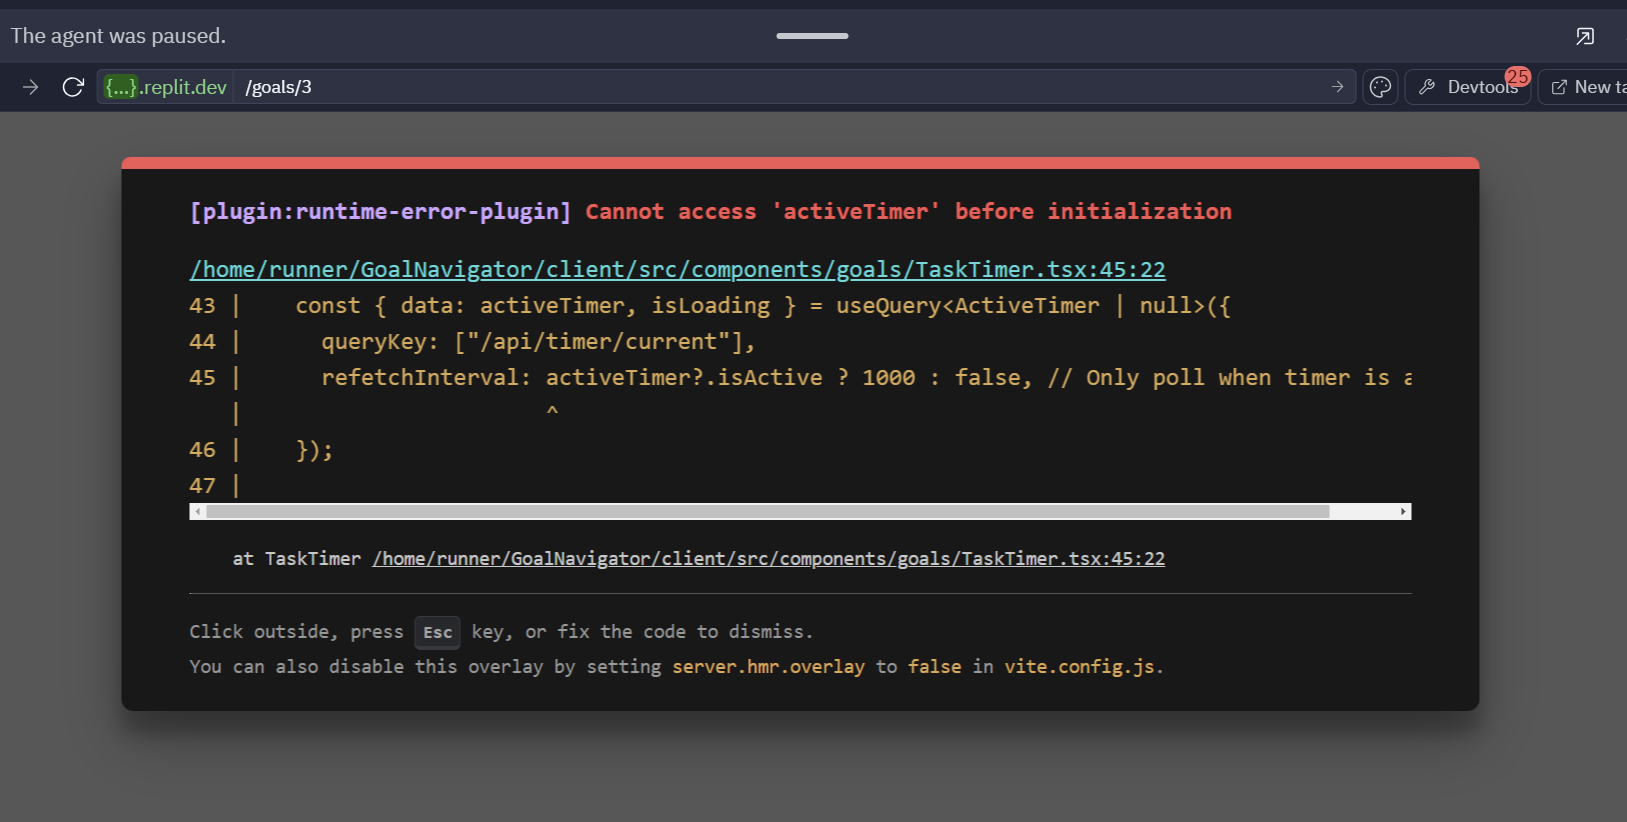 The agent was paused.
{...}.replit.dev /goals/3 Devtools 25 New
[plugin:runtime-error-plugin] Cannot access 'activeTimer' before initialization
/home/runner/GoalNavigator/client/src/components/goals/TaskTimer.tsx:45:22
43 | const { data: activeTimer, isLoading } = useQuery<ActiveTimer | null>({
44 | queryKey: ["/api/timer/current"],
45 | refetchInterval: activeTimer?.isActive ? 1000 : false, // Only poll when timer is
| ^
46 | });
47 |
at TaskTimer /home/runner/GoalNavigator/client/src/components/goals/TaskTimer.tsx:45:22
Click outside, press Esc key, or fix the code to dismiss.
You can also disable this overlay by setting server.hmr.overlay to false in vite.config.js.